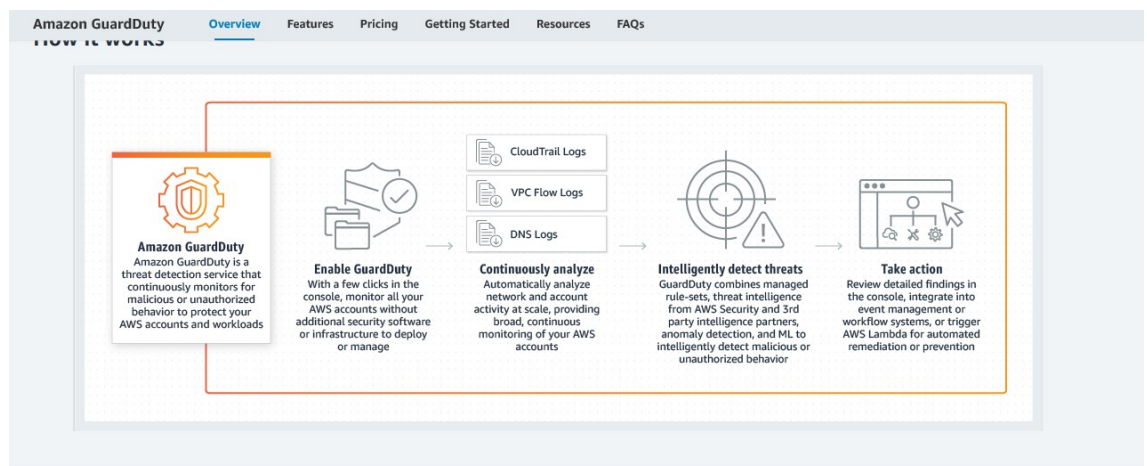 Amazon GuardDuty Overview Features Pricing Getting Started Resources FAQs
How it works
Amazon GuardDuty
Amazon GuardDuty is a
threat detection service that
continuously monitors for
malicious or unauthorized
behavior to protect your
AWS accounts and workloads
Enable GuardDuty
With a few clicks in the
console, monitor all your
AWS accounts without
additional security software
or infrastructure to deploy
or manage
CloudTrail Logs
VPC Flow Logs
DNS Logs
Continuously analyze
Automatically analyze
network and account
activity at scale, providing
broad, continuous
monitoring of your AWS
accounts
Intelligently detect threats
GuardDuty combines managed
rule-sets, threat intelligence
from AWS Security and 3rd
party intelligence partners,
anomaly detection, and ML to
intelligently detect malicious or
unauthorized behavior
Take action
Review detailed findings in
the console, integrate into
event management or
workflow systems, or trigger
AWS Lambda for automated
remediation or prevention